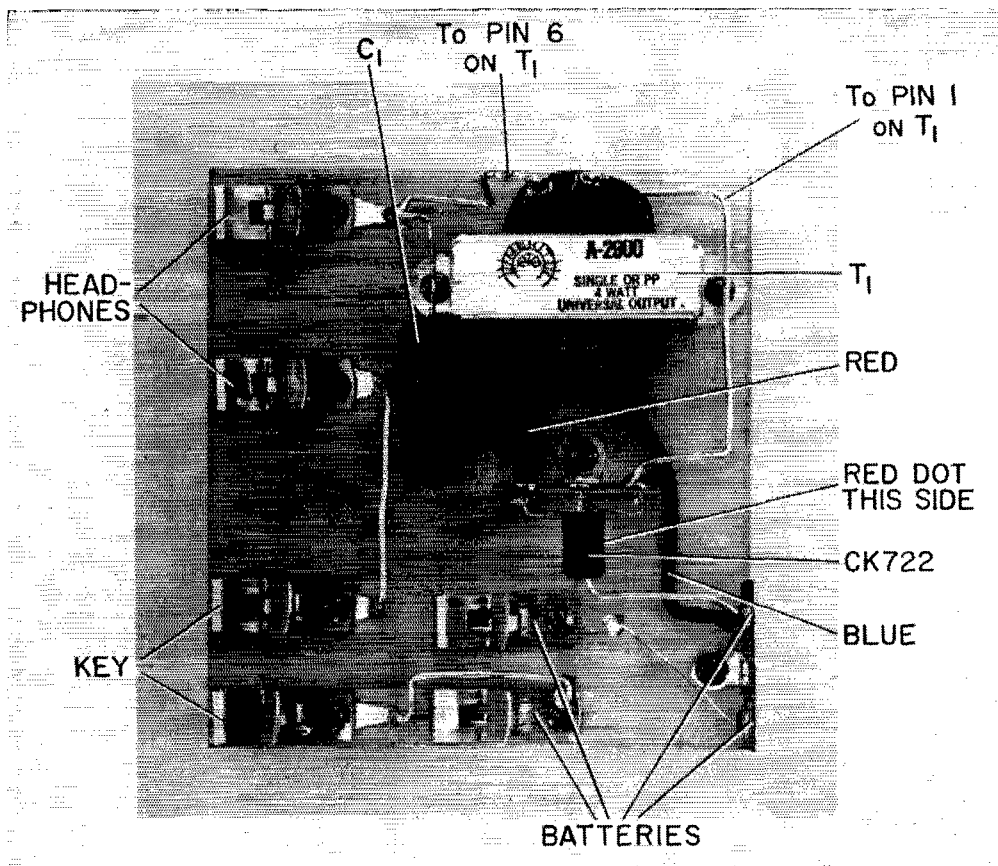 C1
To PIN 6
ON T1
To PIN 1
ON T1
A-2900
SINGLE OR PP
4 WATT
UNIVERSAL OUTPUT
T1
HEAD-
PHONES
RED
RED DOT
THIS SIDE
CK722
BLUE
KEY
BATTERIES